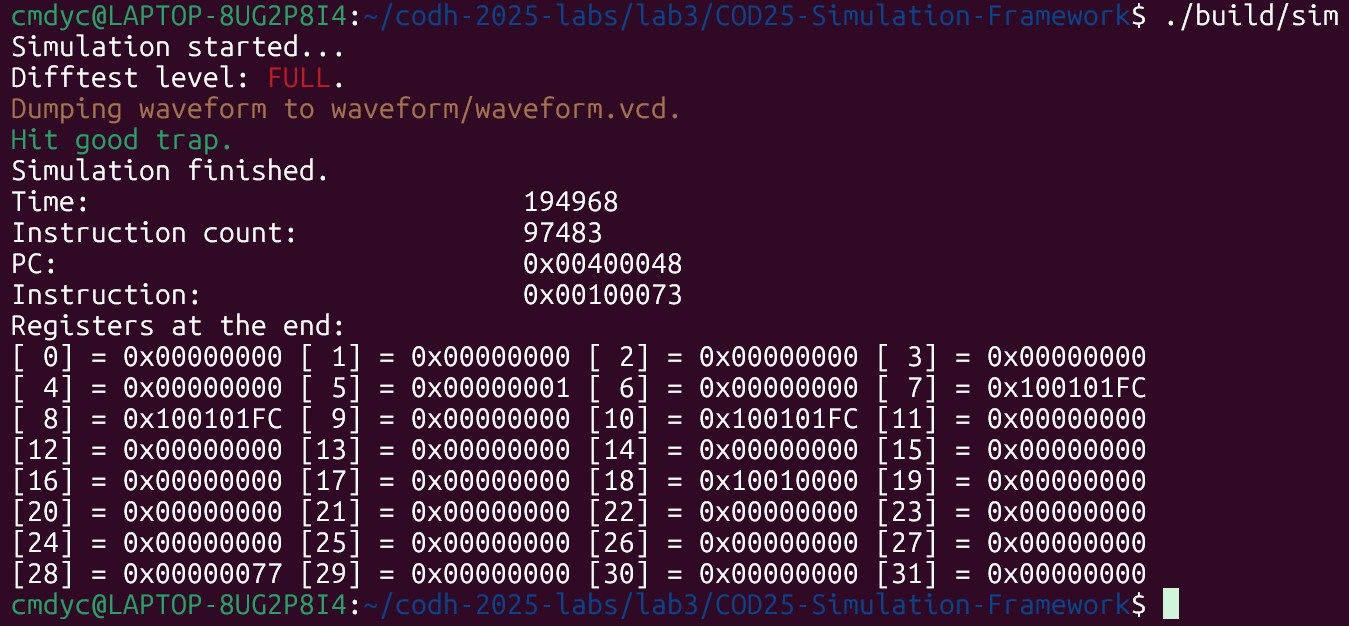 cmdyc@LAPTOP-8UG2P8I4:~/codh-2025-labs/lab3/COD25-Simulation-Framework$ ./build/sim
Simulation started...
Difftest level: FULL.
Dumping waveform to waveform/waveform.vcd.
Hit good trap.
Simulation finished.
Time:                           194968
Instruction count:              97483
PC:                             0x00400048
Instruction:                    0x00100073
Registers at the end:
[ 0] = 0x00000000 [ 1] = 0x00000000 [ 2] = 0x00000000 [ 3] = 0x00000000
[ 4] = 0x00000000 [ 5] = 0x00000001 [ 6] = 0x00000000 [ 7] = 0x100101FC
[ 8] = 0x100101FC [ 9] = 0x00000000 [10] = 0x100101FC [11] = 0x00000000
[12] = 0x00000000 [13] = 0x00000000 [14] = 0x00000000 [15] = 0x00000000
[16] = 0x00000000 [17] = 0x00000000 [18] = 0x10010000 [19] = 0x00000000
[20] = 0x00000000 [21] = 0x00000000 [22] = 0x00000000 [23] = 0x00000000
[24] = 0x00000000 [25] = 0x00000000 [26] = 0x00000000 [27] = 0x00000000
[28] = 0x00000077 [29] = 0x00000000 [30] = 0x00000000 [31] = 0x00000000
cmdyc@LAPTOP-8UG2P8I4:~/codh-2025-labs/lab3/COD25-Simulation-Framework$